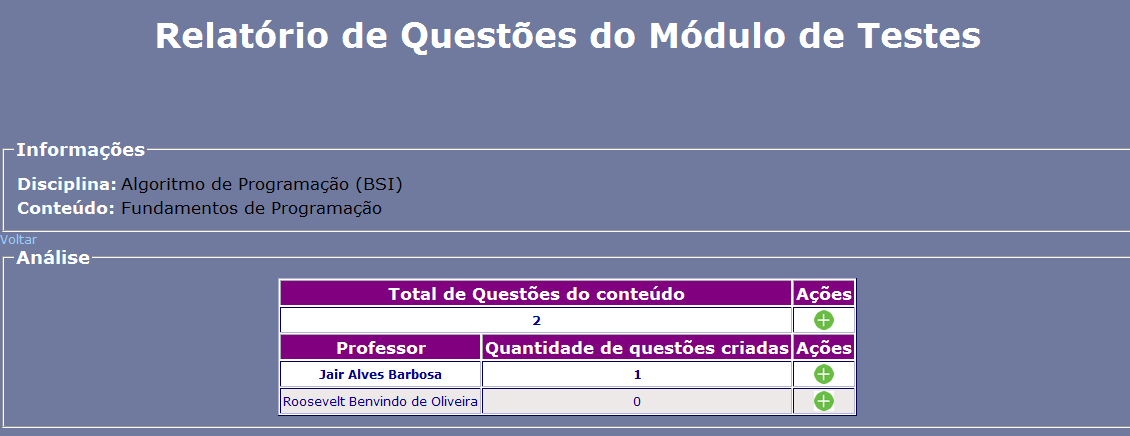 Relatório de Questões do Módulo de Testes
Informações
Disciplina: Algoritmo de Programação (BSI)
Conteúdo: Fundamentos de Programação
Voltar
Análise
Total de Questões do conteúdo Ações
2
Professor Quantidade de questões criadas Ações
Jair Alves Barbosa 1
Roosevelt Benvindo de Oliveira 0